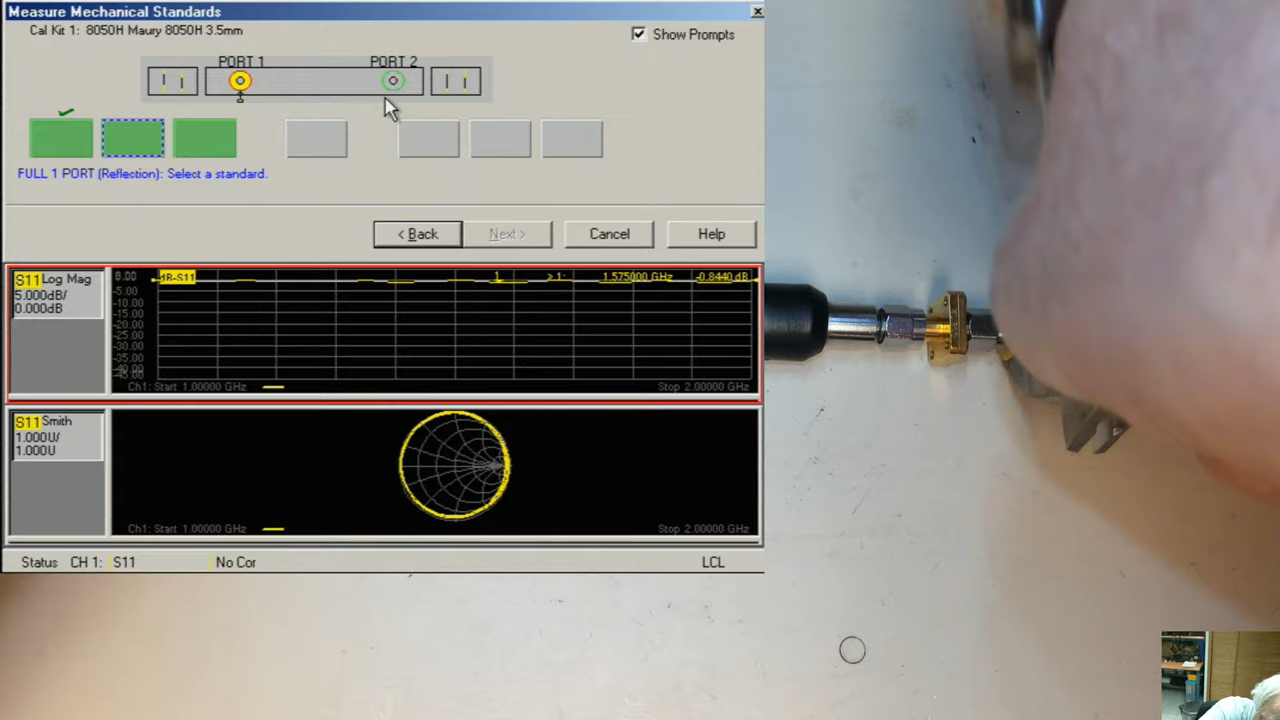 Measure Mechanical Standards
Cal Kit 1: 8050H Maury 8050H 3.5mm
Show Prompts
PORT 1
PORT 2
FULL 1 PORT (Reflection): Select a standard.
< Back
Next >
Cancel
Help
S11 Log Mag
5.000dB/
0.000dB
0.00
dB-S11
1
> 1:
1.575000 GHz
-0.8440 dB
-5.00
-10.00
-15.00
-20.00
-25.00
-30.00
-35.00
-40.00
Ch1: Start 1.00000 GHz
Stop 2.00000 GHz
S11 Smith
1.000U/
1.000U
Ch1: Start 1.00000 GHz
Stop 2.00000 GHz
Status
CH 1:
S11
No Cor
LCL